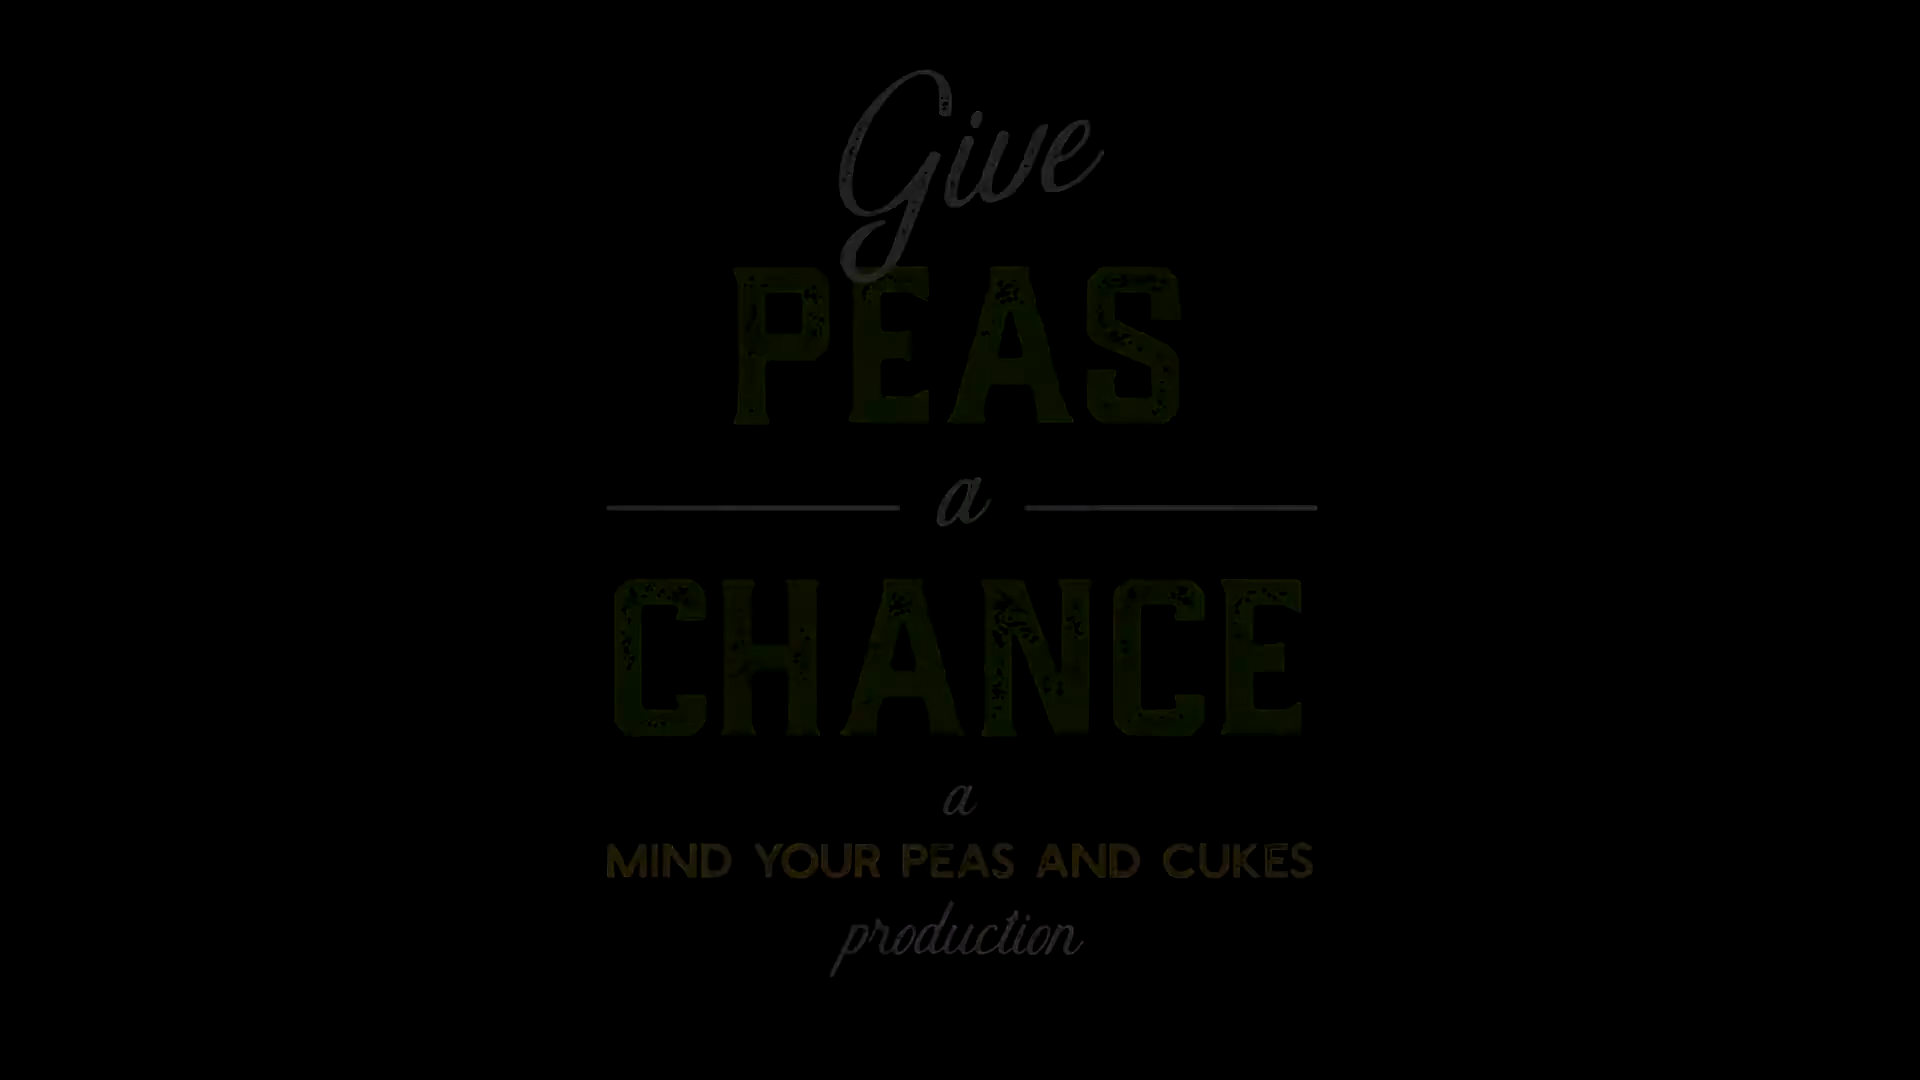 Give
PEAS
a
CHANCE
a
MIND YOUR PEAS AND CUKES
production